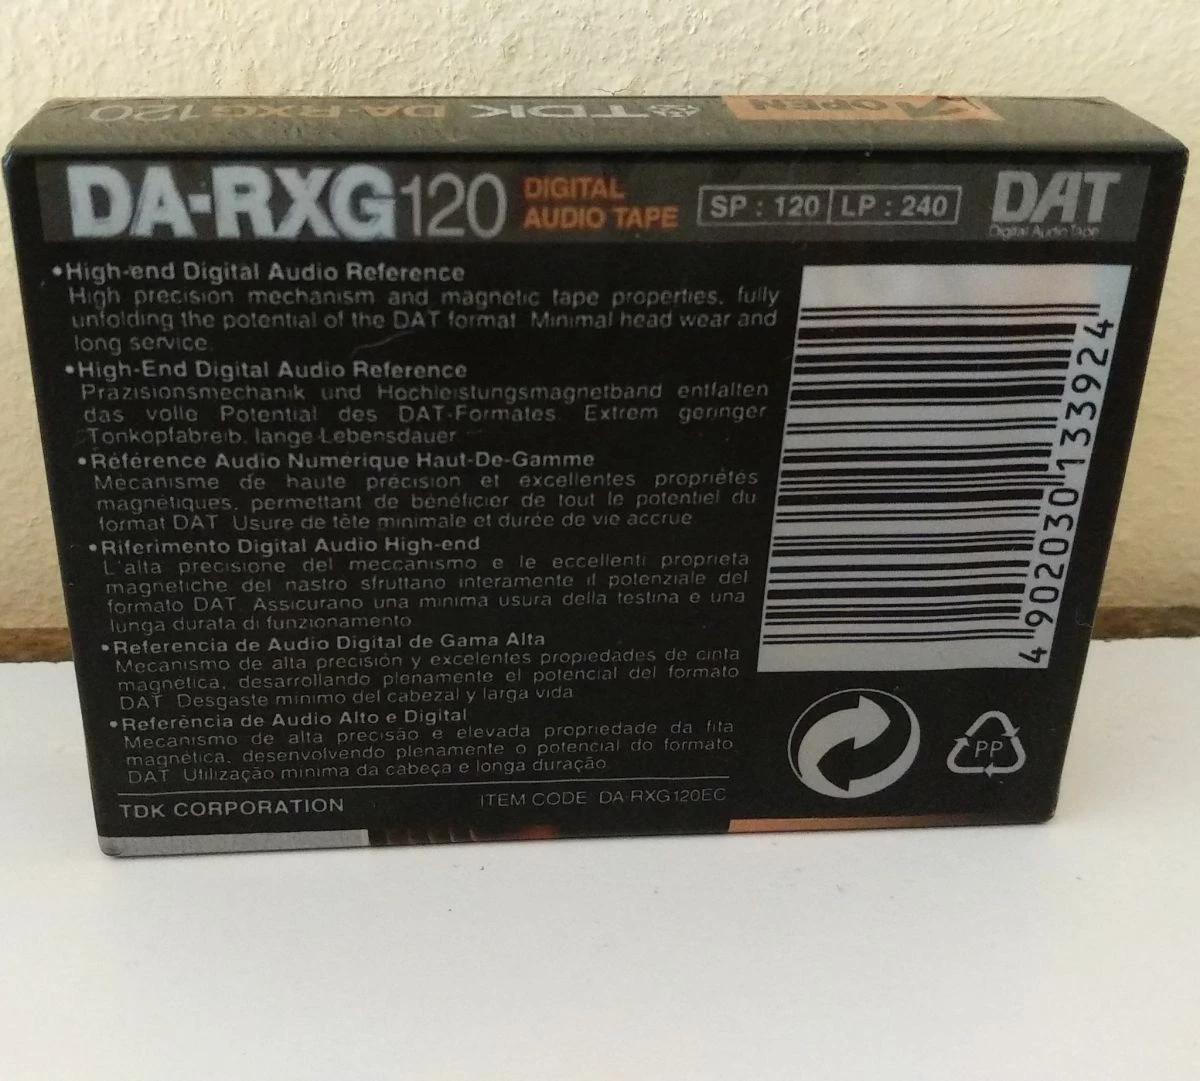 OPEN
TDK
DA-RXG120
DA-RXG120 DIGITAL AUDIO TAPE SP : 120 LP : 240 DAT
Digital Audio Tape
•High-end Digital Audio Reference
High precision mechanism and magnetic tape properties, fully
unfolding the potential of the DAT format. Minimal head wear and
long service.
•High-End Digital Audio Reference
Präzisionsmechanik und Hochleistungsmagnetband entfalten
das volle Potential des DAT-Formates. Extrem geringer
Tonkopfabreib, lange Lebensdauer
•Référence Audio Numérique Haut-De-Gamme
Mécanisme de haute précision et excellentes propriétés
magnétiques, permettant de bénéficier de tout le potentiel du
format DAT. Usure de tête minimale et durée de vie accrue
•Riferimento Digital Audio High-end
L'alta precisione del meccanismo e le eccellenti proprietà
magnetiche del nastro sfruttano interamente il potenziale del
formato DAT. Assicurano una minima usura della testina e una
lunga durata di funzionamento
•Referencia de Audio Digital de Gama Alta
Mecanismo de alta precisión y excelentes propiedades de cinta
magnética, desarrollando plenamente el potencial del formato
DAT. Desgaste mínimo del cabezal y larga vida
•Referência de Audio Alto e Digital
Mecanismo de alta precisão e elevada propriedade da fita
magnética, desenvolvendo plenamente o potencial do formato
DAT. Utilização mínima da cabeça e longa duração.
TDK CORPORATION ITEM CODE DA-RXG120EC
4 902030 133924
PP